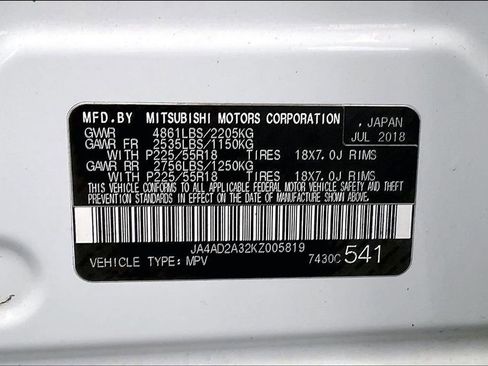 MFD.BY MITSUBISHI MOTORS CORPORATION , JAPAN
GVWR 4861LBS/2205KG JUL 2018
GAWR FR 2535LBS/1150KG
WITH P225/55R18 TIRES 18X7.0J RIMS
GAWR RR 2756LBS/1250KG
WITH P225/55R18 TIRES 18X7.0J RIMS
THIS VEHICLE CONFORMS TO ALL APPLICABLE FEDERAL MOTOR VEHICLE SAFETY AND THEFT
PREVENTION STANDARDS IN EFFECT ON THE DATE OF MANUFACTURE SHOWN ABOVE.
JA4AD2A32KZ005819
VEHICLE TYPE: MPV 7430C 541